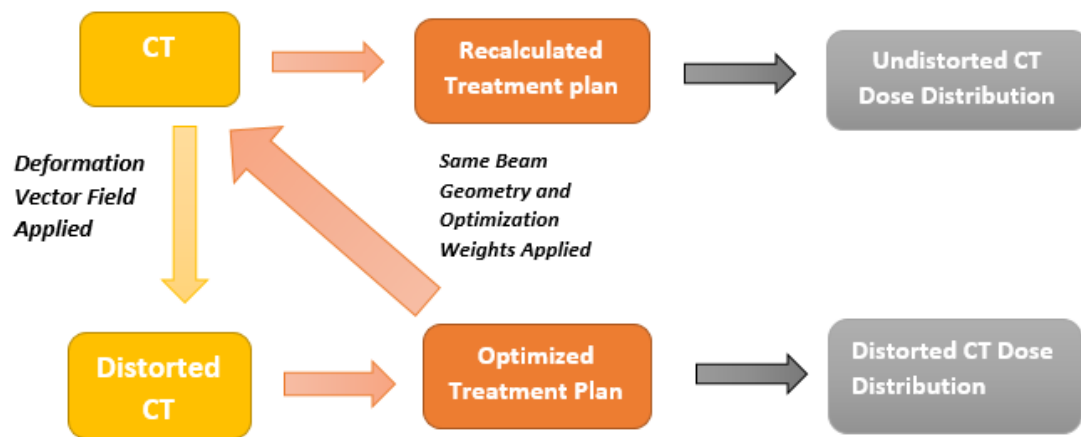 CT
Recalculated
Treatment plan
Undistorted CT
Dose Distribution
Deformation
Vector Field
Applied
Same Beam
Geometry and
Optimization
Weights Applied
Distorted
CT
Optimized
Treatment Plan
Distorted CT Dose
Distribution